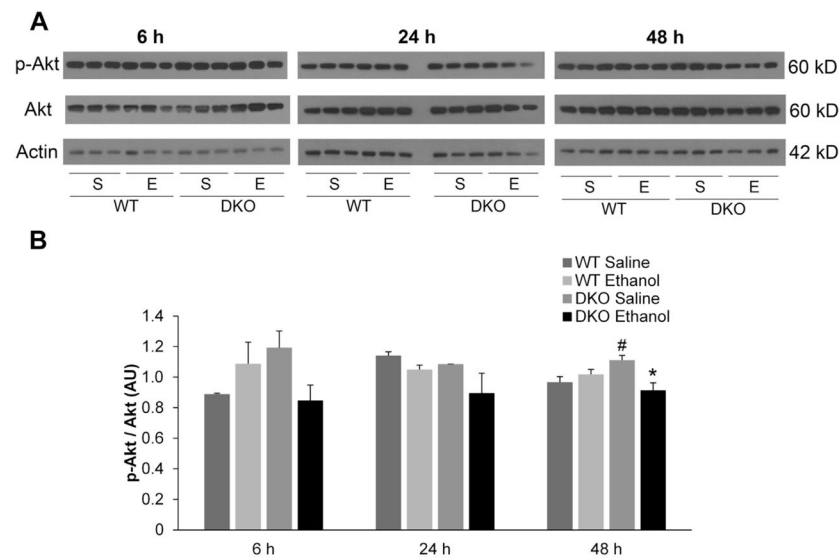 A
6 h 24 h 48 h
p-Akt 60 kD
Akt 60 kD
Actin 42 kD
S E S E S E S E S E S E
WT DKO WT DKO WT DKO
B
WT Saline
WT Ethanol
DKO Saline
DKO Ethanol
p-Akt / Akt (AU)
1.4
1.2
1.0
0.8
0.6
0.4
0.2
0
#
*
6 h 24 h 48 h